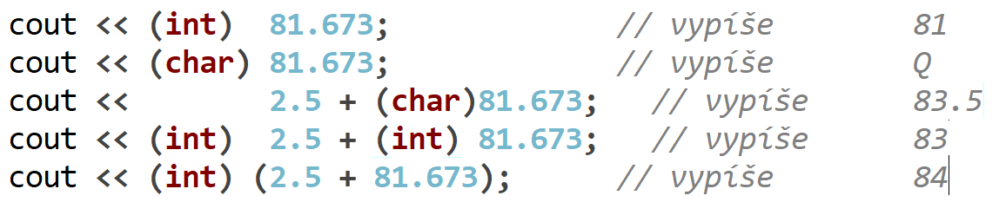 cout << (int)  81.673;             // vypíše        81
cout << (char) 81.673;             // vypíše        Q
cout <<        2.5 + (char)81.673;   // vypíše      83.5
cout << (int)  2.5 + (int) 81.673;   // vypíše      83
cout << (int) (2.5 + 81.673);      // vypíše        84